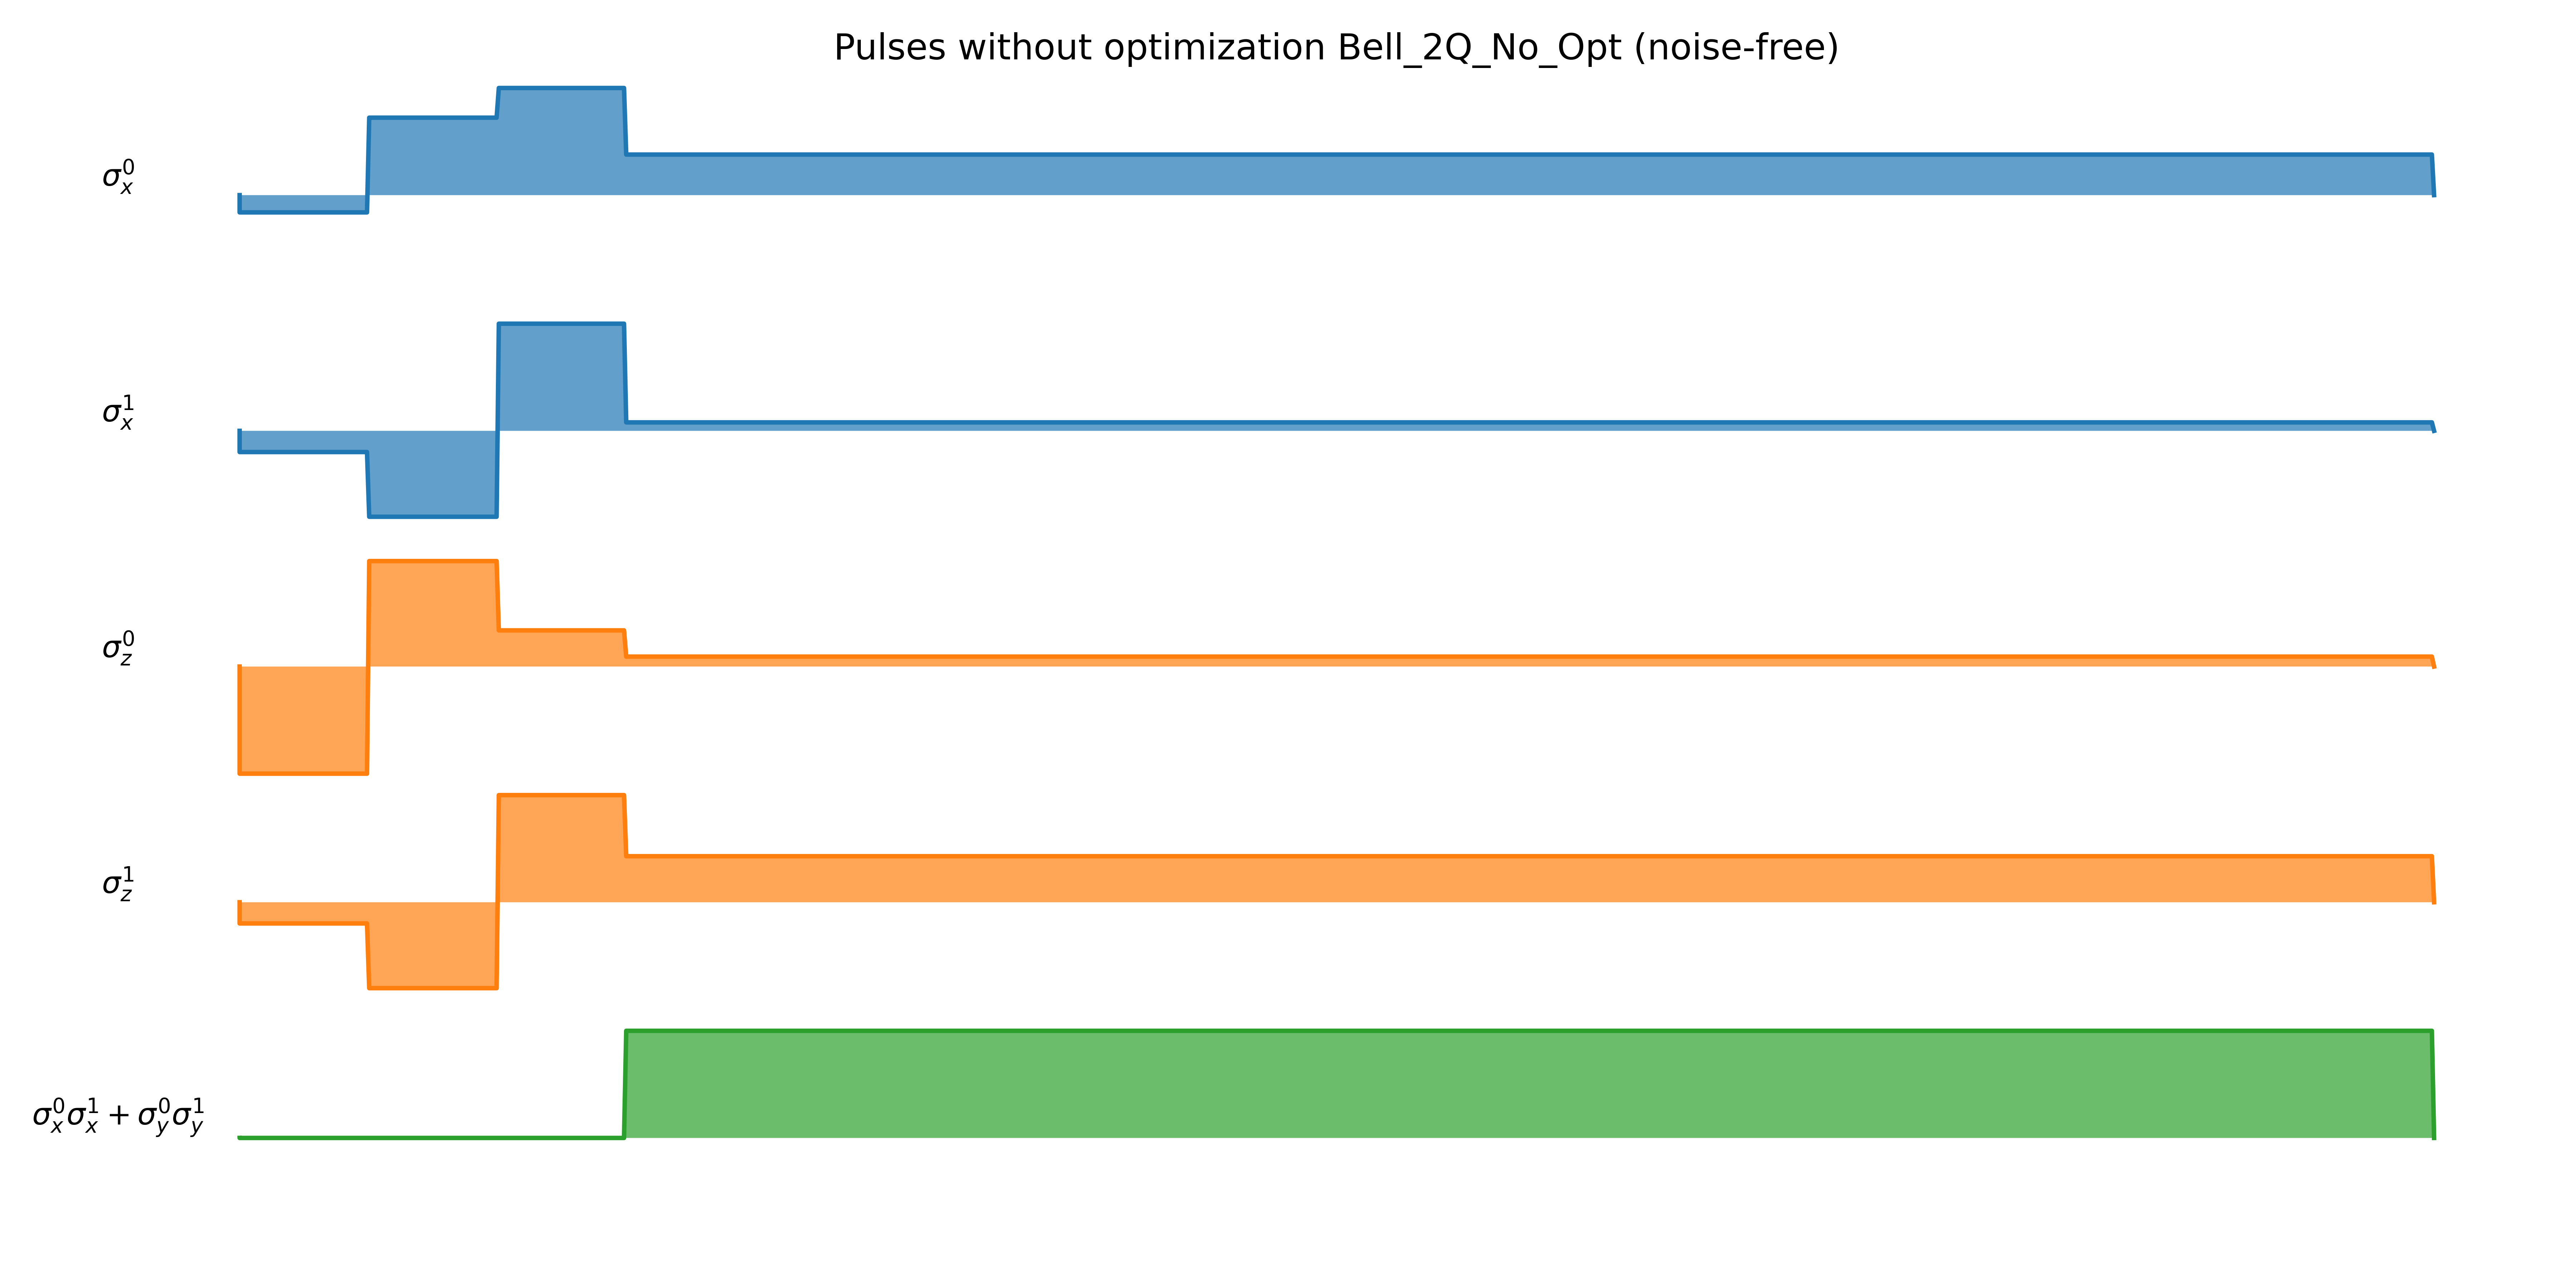 Pulses without optimization Bell_2Q_No_Opt (noise-free)
σ_x^0
σ_x^1
σ_z^0
σ_z^1
σ_x^0σ_x^1 + σ_y^0σ_y^1